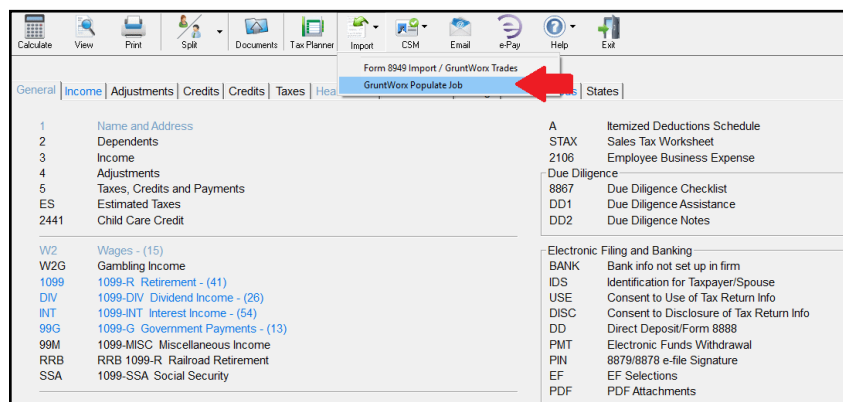 Calculate View Print Split Documents Tax Planner Import CSM Email e-Pay Help Exit
Form 8949 Import / GruntWorx Trades
GruntWorx Populate Job
General Income Adjustments Credits Credits Taxes Hea States
1 Name and Address
2 Dependents
3 Income
4 Adjustments
5 Taxes, Credits and Payments
ES Estimated Taxes
2441 Child Care Credit
W2 Wages - (15)
W2G Gambling Income
1099 1099-R Retirement - (41)
DIV 1099-DIV Dividend Income - (26)
INT 1099-INT Interest Income - (54)
99G 1099-G Government Payments - (13)
99M 1099-MISC Miscellaneous Income
RRB RRB 1099-R Railroad Retirement
SSA 1099-SSA Social Security
A Itemized Deductions Schedule
STAX Sales Tax Worksheet
2106 Employee Business Expense
Due Diligence
8867 Due Diligence Checklist
DD1 Due Diligence Assistance
DD2 Due Diligence Notes
Electronic Filing and Banking
BANK Bank info not set up in firm
IDS Identification for Taxpayer/Spouse
USE Consent to Use of Tax Return Info
DISC Consent to Disclosure of Tax Return Info
DD Direct Deposit/Form 8888
PMT Electronic Funds Withdrawal
PIN 8879/8878 e-file Signature
EF EF Selections
PDF PDF Attachments